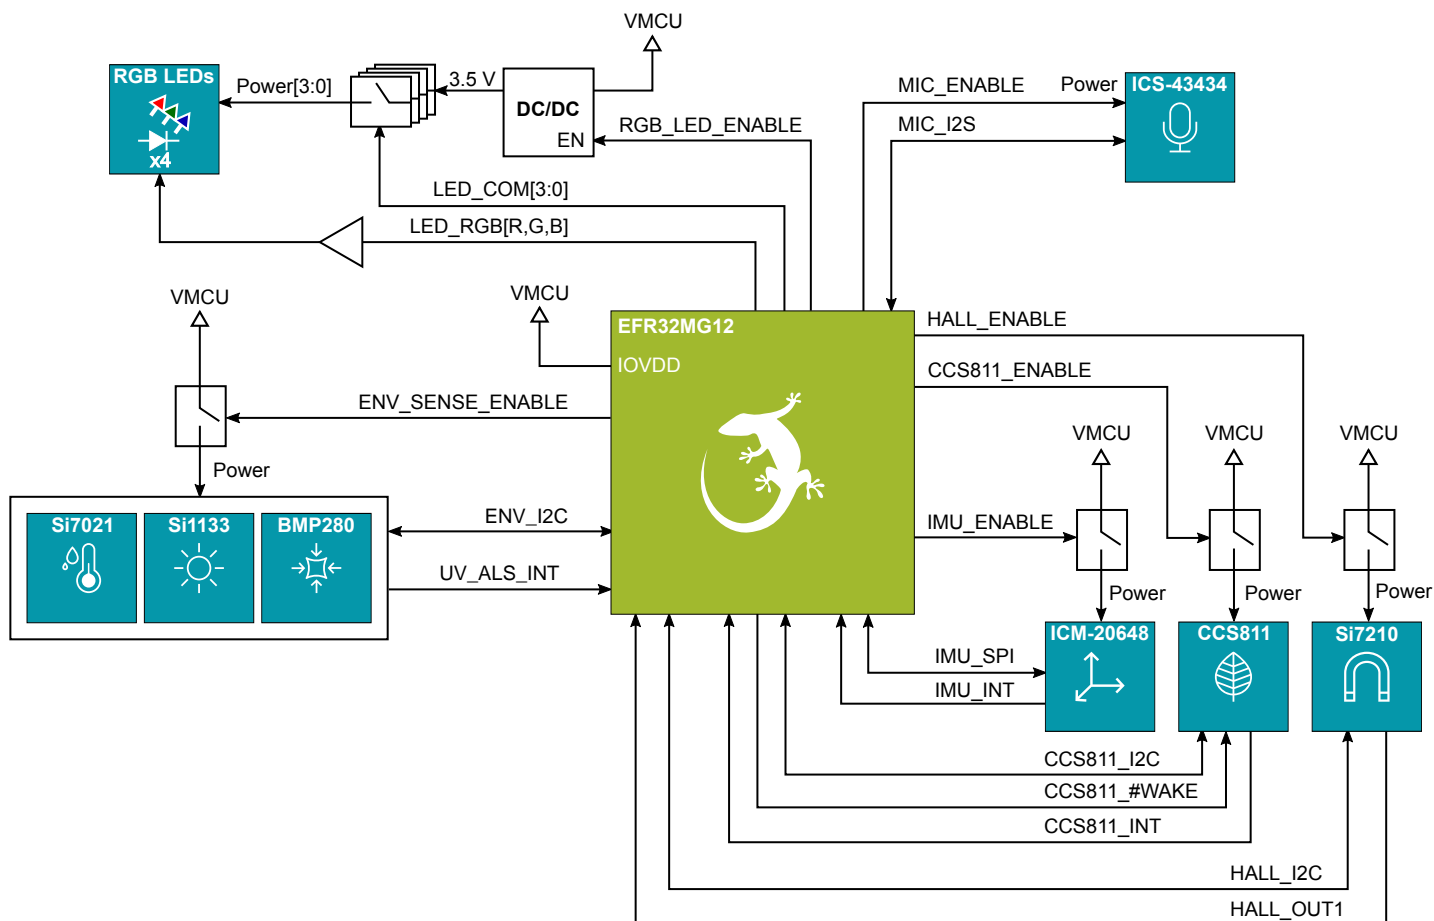 VMCU
RGB LEDs
x4
Power[3:0]
3.5 V
DC/DC
EN
RGB_LED_ENABLE
LED_COM[3:0]
LED_RGB[R,G,B]
MIC_ENABLE
Power
MIC_I2S
ICS-43434
VMCU
VMCU
EFR32MG12
IOVDD
HALL_ENABLE
CCS811_ENABLE
ENV_SENSE_ENABLE
Power
Si7021
Si1133
BMP280
ENV_I2C
UV_ALS_INT
VMCU
VMCU
VMCU
IMU_ENABLE
Power
Power
Power
ICM-20648
CCS811
Si7210
IMU_SPI
IMU_INT
CCS811_I2C
CCS811_#WAKE
CCS811_INT
HALL_I2C
HALL_OUT1